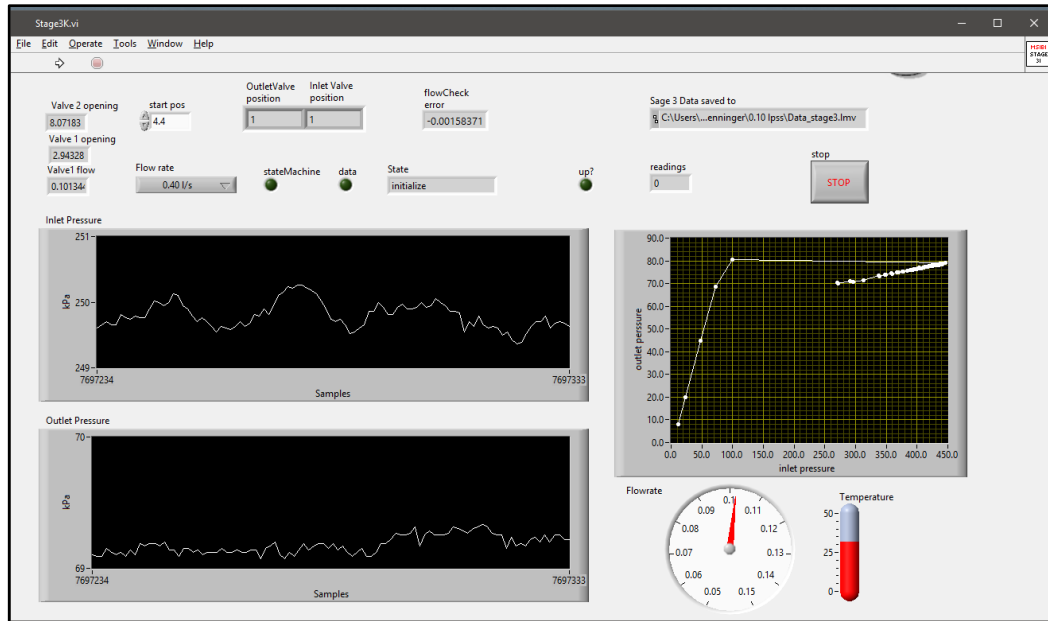 Stage3K.vi
File Edit Operate Tools Window Help
MEIBI
STAGE
3I
Valve 2 opening
8.07183
start pos
4.4
OutletValve position
1
Inlet Valve position
1
flowCheck error
-0.00158371
Sage 3 Data saved to
C:\Users\...enninger\0.10 lpss\Data_stage3.lmv
Valve 1 opening
2.94328
Valve1 flow
0.101344
Flow rate
0.40 l/s
stateMachine
data
State
initialize
up?
readings
0
stop
STOP
Inlet Pressure
251
250
249
kPa
7697234
7697333
Samples
90.0
80.0
70.0
60.0
50.0
40.0
30.0
20.0
10.0
0.0
outlet perssure
0.0 50.0 100.0 150.0 200.0 250.0 300.0 350.0 400.0 450.0
inlet pressure
Outlet Pressure
70
69
kPa
7697234
7697333
Samples
Flowrate
0.05
0.06
0.07
0.08
0.09
0.1
0.11
0.12
0.13
0.14
0.15
Temperature
50
25
0